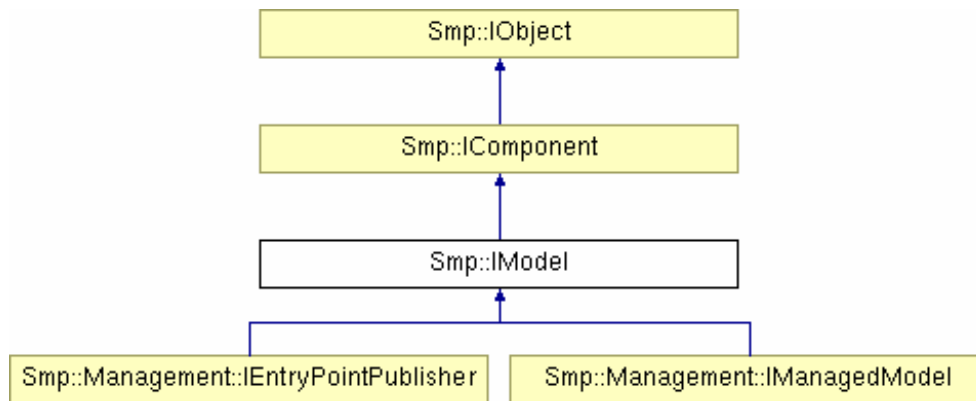 Smp::IObject
Smp::IComponent
Smp::IModel
Smp::Management::IEntryPointPublisher
Smp::Management::IManagedModel